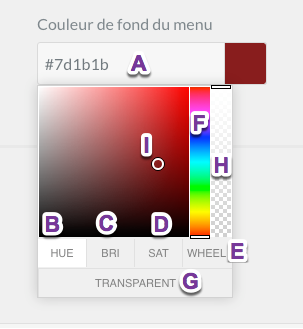 Couleur de fond du menu
#7d1b1b A
F
I
H
B C D
E
HUE BRI SAT WHEEL
TRANSPARENT G